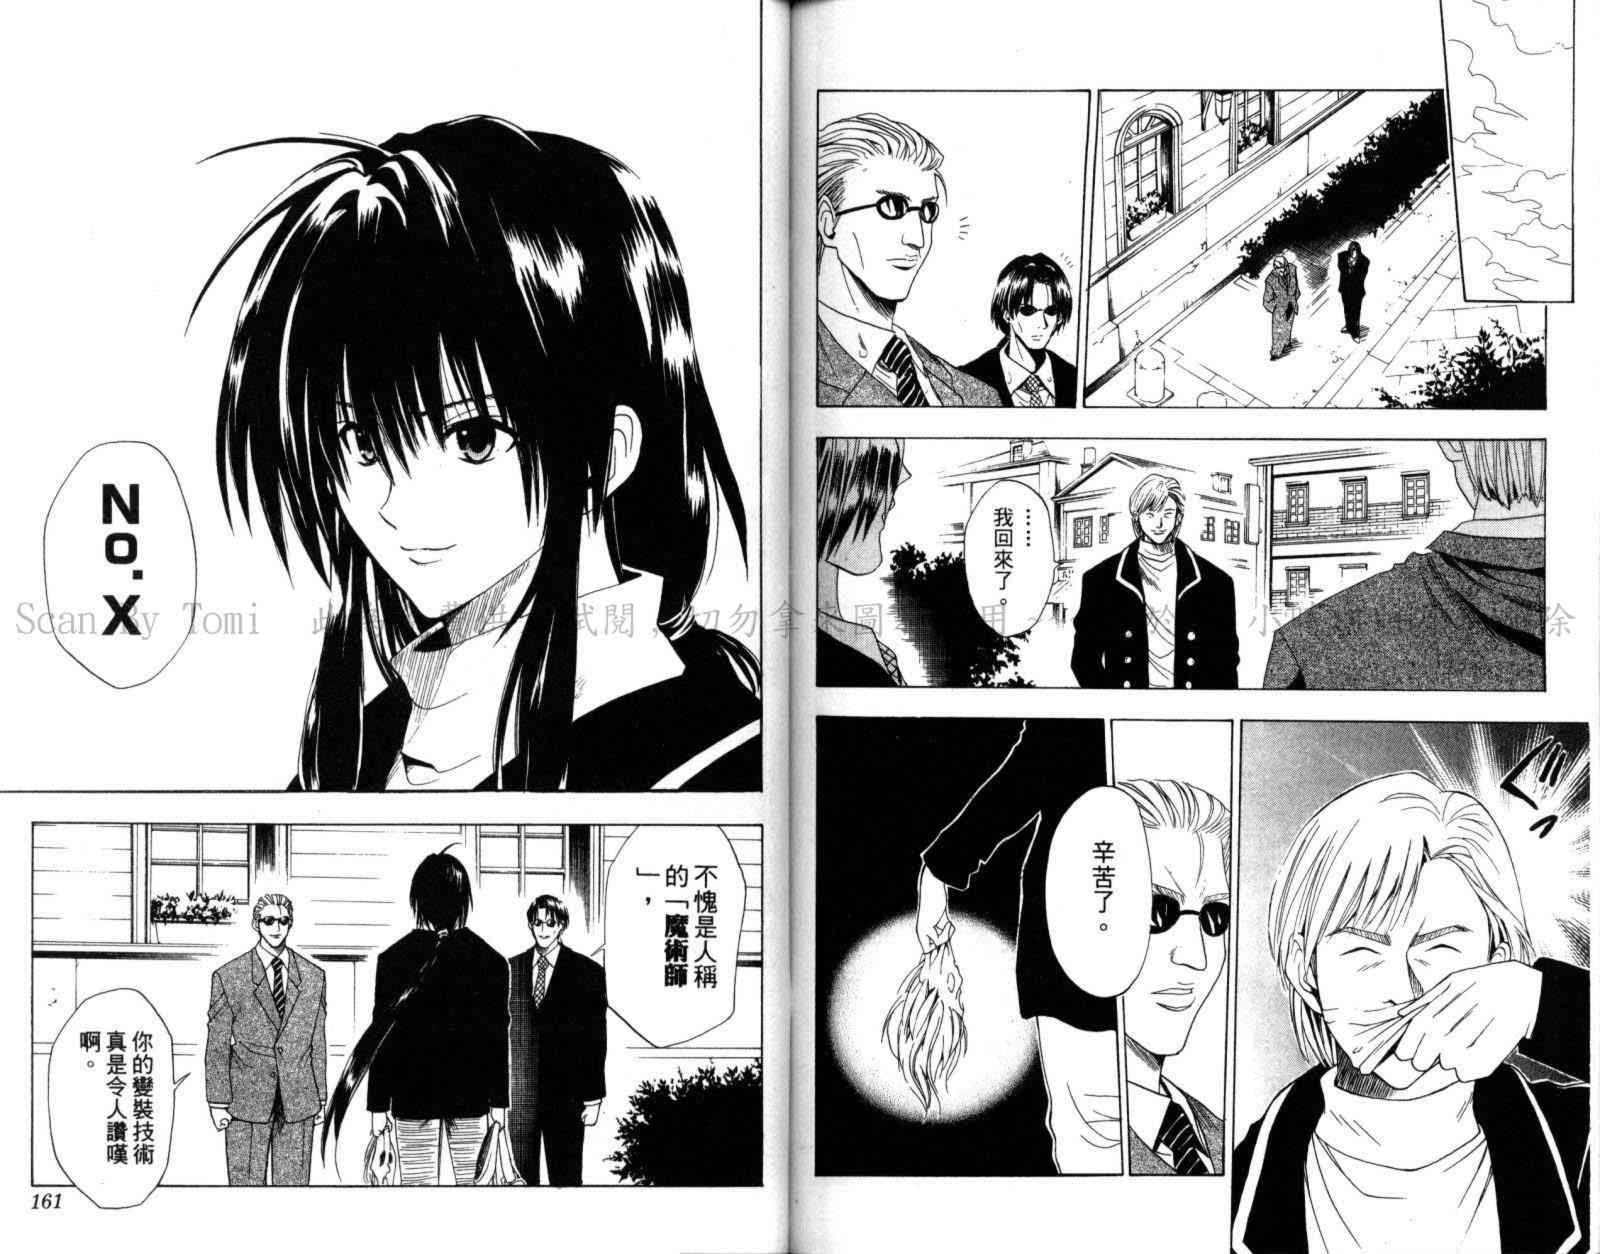 ……
我回來了。
辛苦了。
No.X
不愧是人稱
的「魔術師
」，
你的變裝技術
真是令人讚嘆
啊。
161
Scan By Tomi